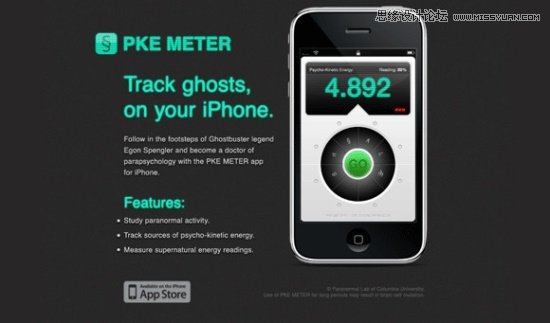 思缘设计论坛 WWW.MISSYUAN.COM
PKE METER
Track ghosts,
on your iPhone.
Follow in the footsteps of Ghostbuster legend
Egon Spengler and become a doctor of
parapsychology with the PKE METER app
for iPhone.
Features:
Study paranormal activity.
Track sources of psycho-kinetic energy.
Measure supernatural energy readings.
Available on the iPhone
App Store
Psycho-Kinetic Energy
4.892
GO
© Paranormal Lab of Columbia University.
Use of PKE METER for long periods may result in brain cell mutation.